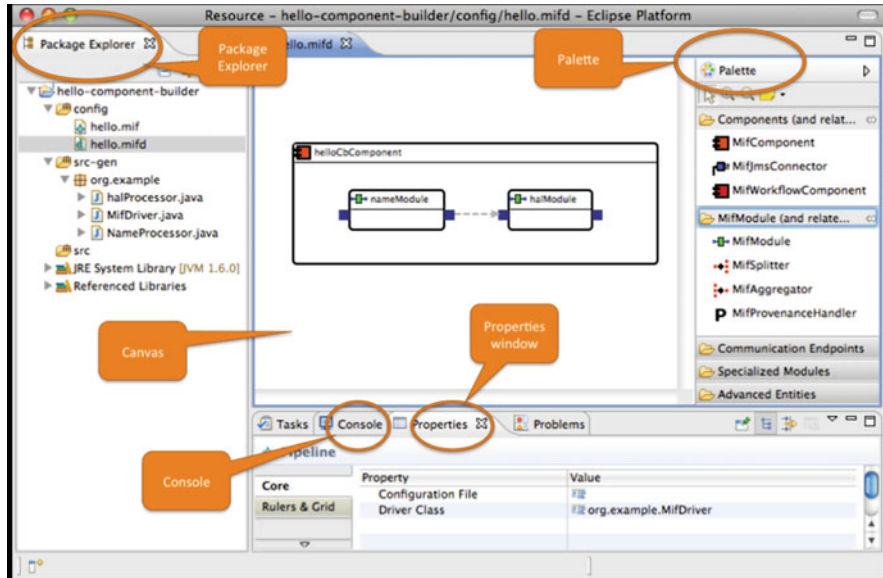 Resource – hello-component-builder/config/hello.mifd – Eclipse Platform
Package Explorer
Package
Explorer
hello-component-builder
config
hello.mif
hello.mifd
src-gen
org.example
halProcessor.java
MifDriver.java
NameProcessor.java
src
JRE System Library [JVM 1.6.0]
Referenced Libraries
ello.mifd
helloCbComponent
nameModule
halModule
Canvas
Properties
window
Palette
Palette
Components (and relat...
MifComponent
MifJmsConnector
MifWorkflowComponent
MifModule (and relate...
MifModule
MifSplitter
MifAggregator
P MifProvenanceHandler
Communication Endpoints
Specialized Modules
Advanced Entities
Tasks
Console
Properties
Problems
Console
Pipeline
Core
Rulers & Grid
Property Value
Configuration File
Driver Class org.example.MifDriver